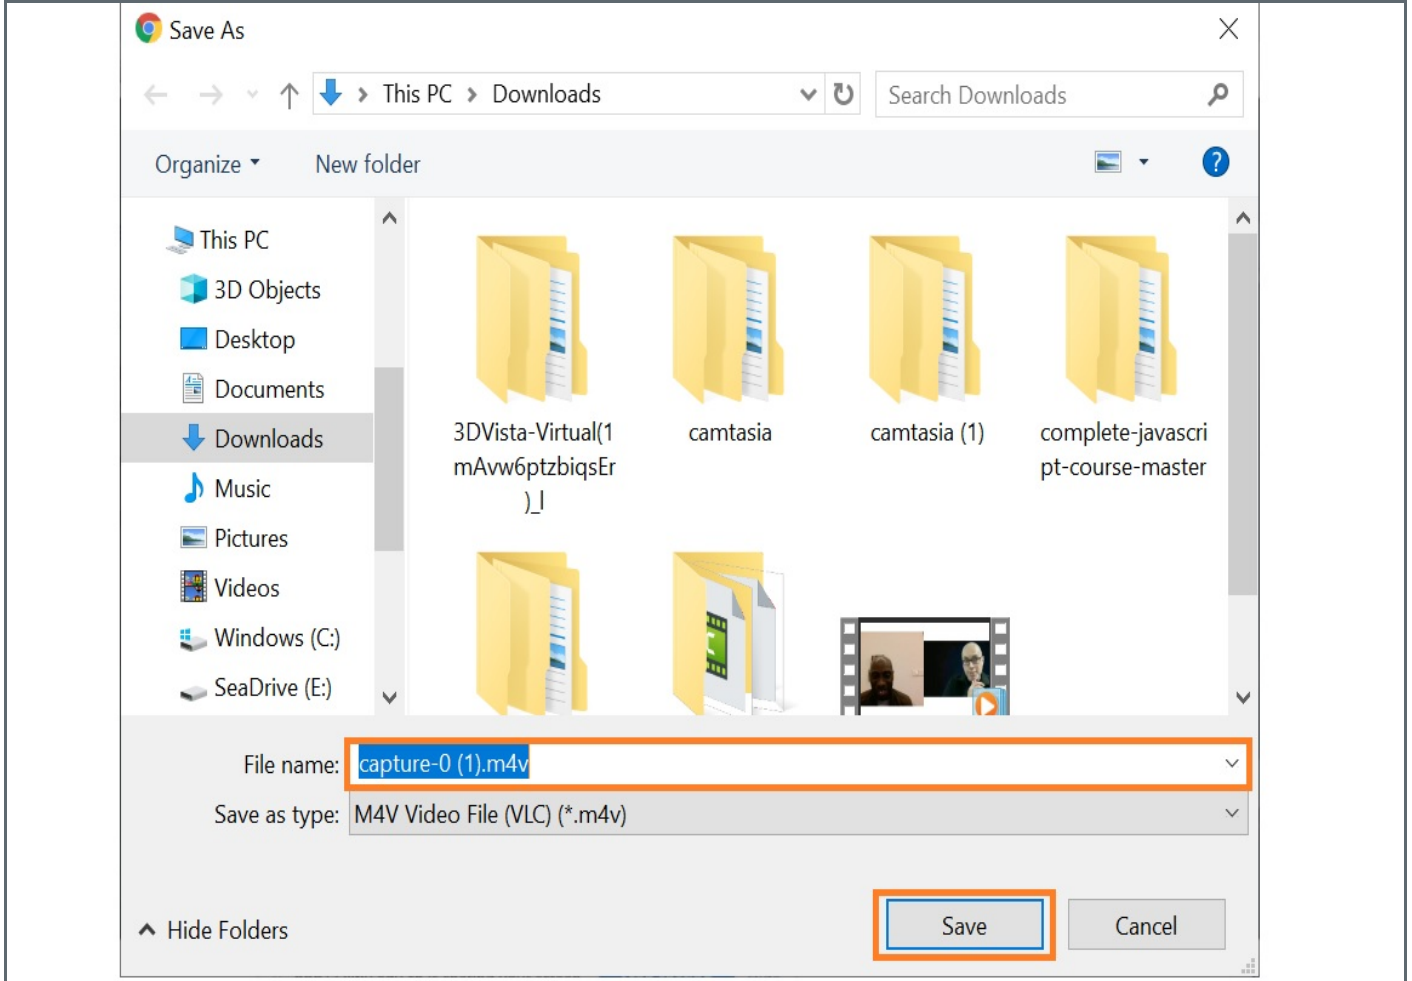 Save As
This PC > Downloads
Search Downloads
Organize
New folder
This PC
3D Objects
Desktop
Documents
Downloads
Music
Pictures
Videos
Windows (C:)
SeaDrive (E:)
3DVista-Virtual(1
mAvw6ptzbiqsEr
)_l
camtasia
camtasia (1)
complete-javascri
pt-course-master
File name: capture-0 (1).m4v
Save as type: M4V Video File (VLC) (*.m4v)
Hide Folders
Save
Cancel